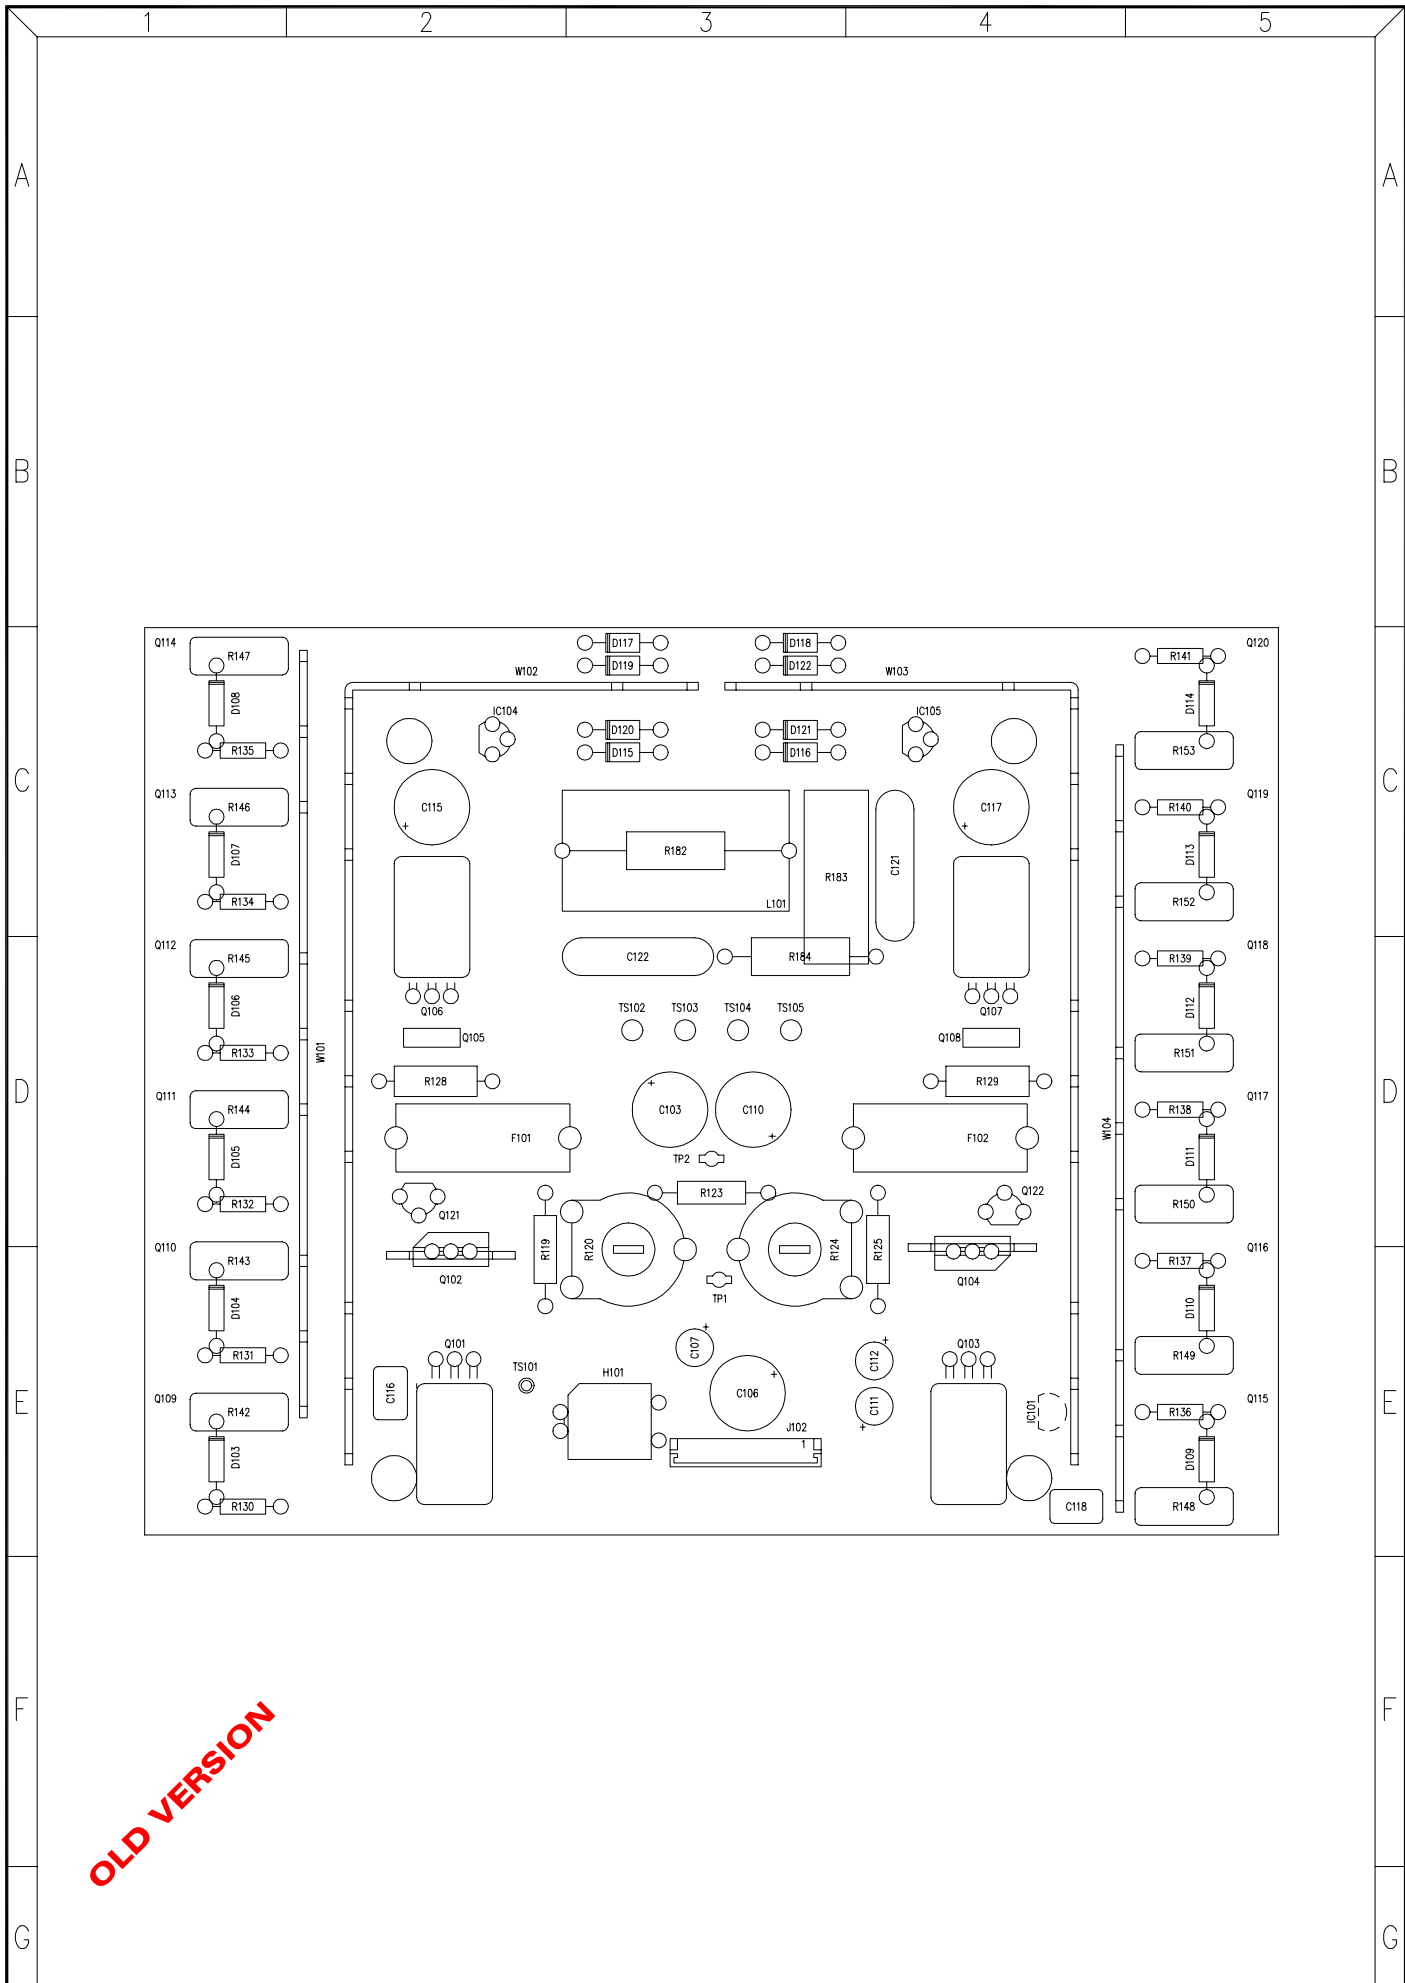 1 2 3 4 5
A A
B B
Q114 R147 D117 D118 R141 Q120
D119 D122
W102 W103
D108 IC104 IC105 D114
D120 D121
R135 D115 D116 R153
C C
Q113 R146 C115 + C117 + R140 Q119
D107 R182 R183 C121 D113
R134 L101 R152
Q112 R145 C122 R184 R139 Q118
D106 Q106 TS102 TS103 TS104 TS105 Q107 D112
R133 W101 Q105 Q108 R151
D D
R128 R129
Q111 R144 + C103 C110 + R138 Q117
F101 F102 W104
D105 TP2 D111
R132 Q121 R123 Q122 R150
Q110 R143 Q102 R119 R120 R124 R125 Q104 R137 Q116
D104 TP1 D110
R131 Q101 C107 + C112 + Q103 R149
TS101 H101
E E
Q109 R142 C116 C106 + C111 + IC101 R136 Q115
J102
1
D103 D109
R130 C118 R148
F F
OLD VERSION
G G